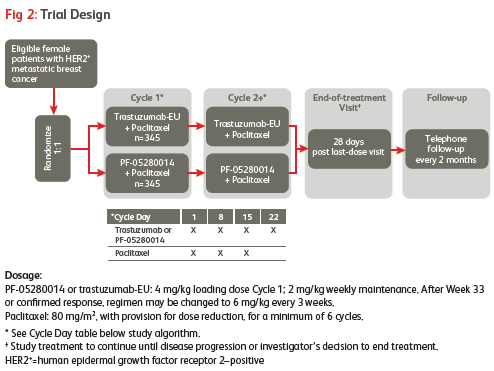 Fig 2: Trial Design
Eligible female
patients with HER2⁺
metastatic breast
cancer
Randomize
1:1
Cycle 1*
Trastuzumab-EU
+ Paclitaxel
n=345
PF-05280014
+ Paclitaxel
n=345
Cycle 2+*
Trastuzumab-EU
+ Paclitaxel
PF-05280014
+ Paclitaxel
End-of-treatment
Visit†
28 days
post last-dose visit
Follow-up
Telephone
follow-up
every 2 months
*Cycle Day 1 8 15 22
Trastuzumab or
PF-05280014 X X X X
Paclitaxel X X X
Dosage:
PF-05280014 or trastuzumab-EU: 4 mg/kg loading dose Cycle 1; 2 mg/kg weekly maintenance. After Week 33
or confirmed response, regimen may be changed to 6 mg/kg every 3 weeks.
Paclitaxel: 80 mg/m², with provision for dose reduction, for a minimum of 6 cycles.
* See Cycle Day table below study algorithm.
† Study treatment to continue until disease progression or investigator's decision to end treatment.
HER2⁺=human epidermal growth factor receptor 2–positive